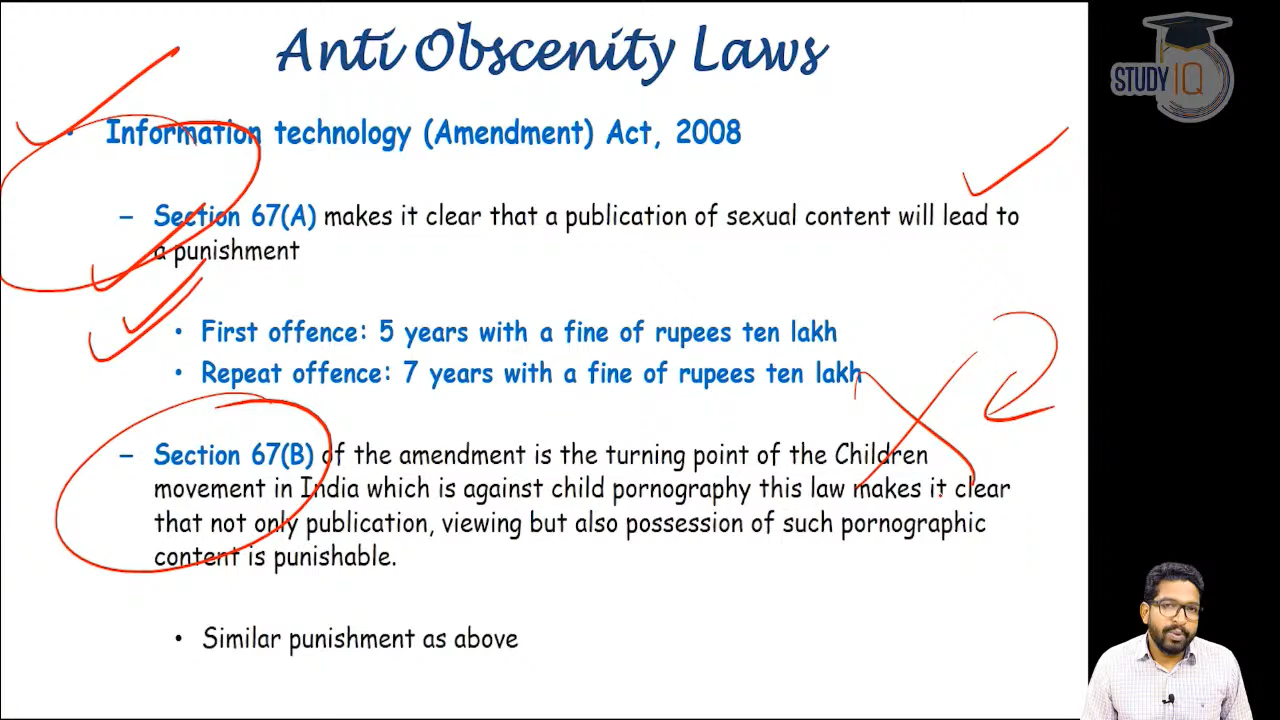 Anti Obscenity Laws
STUDY IQ
• Information technology (Amendment) Act, 2008
– Section 67(A) makes it clear that a publication of sexual content will lead to
a punishment
• First offence: 5 years with a fine of rupees ten lakh
• Repeat offence: 7 years with a fine of rupees ten lakh
– Section 67(B) of the amendment is the turning point of the Children
movement in India which is against child pornography this law makes it clear
that not only publication, viewing but also possession of such pornographic
content is punishable.
• Similar punishment as above